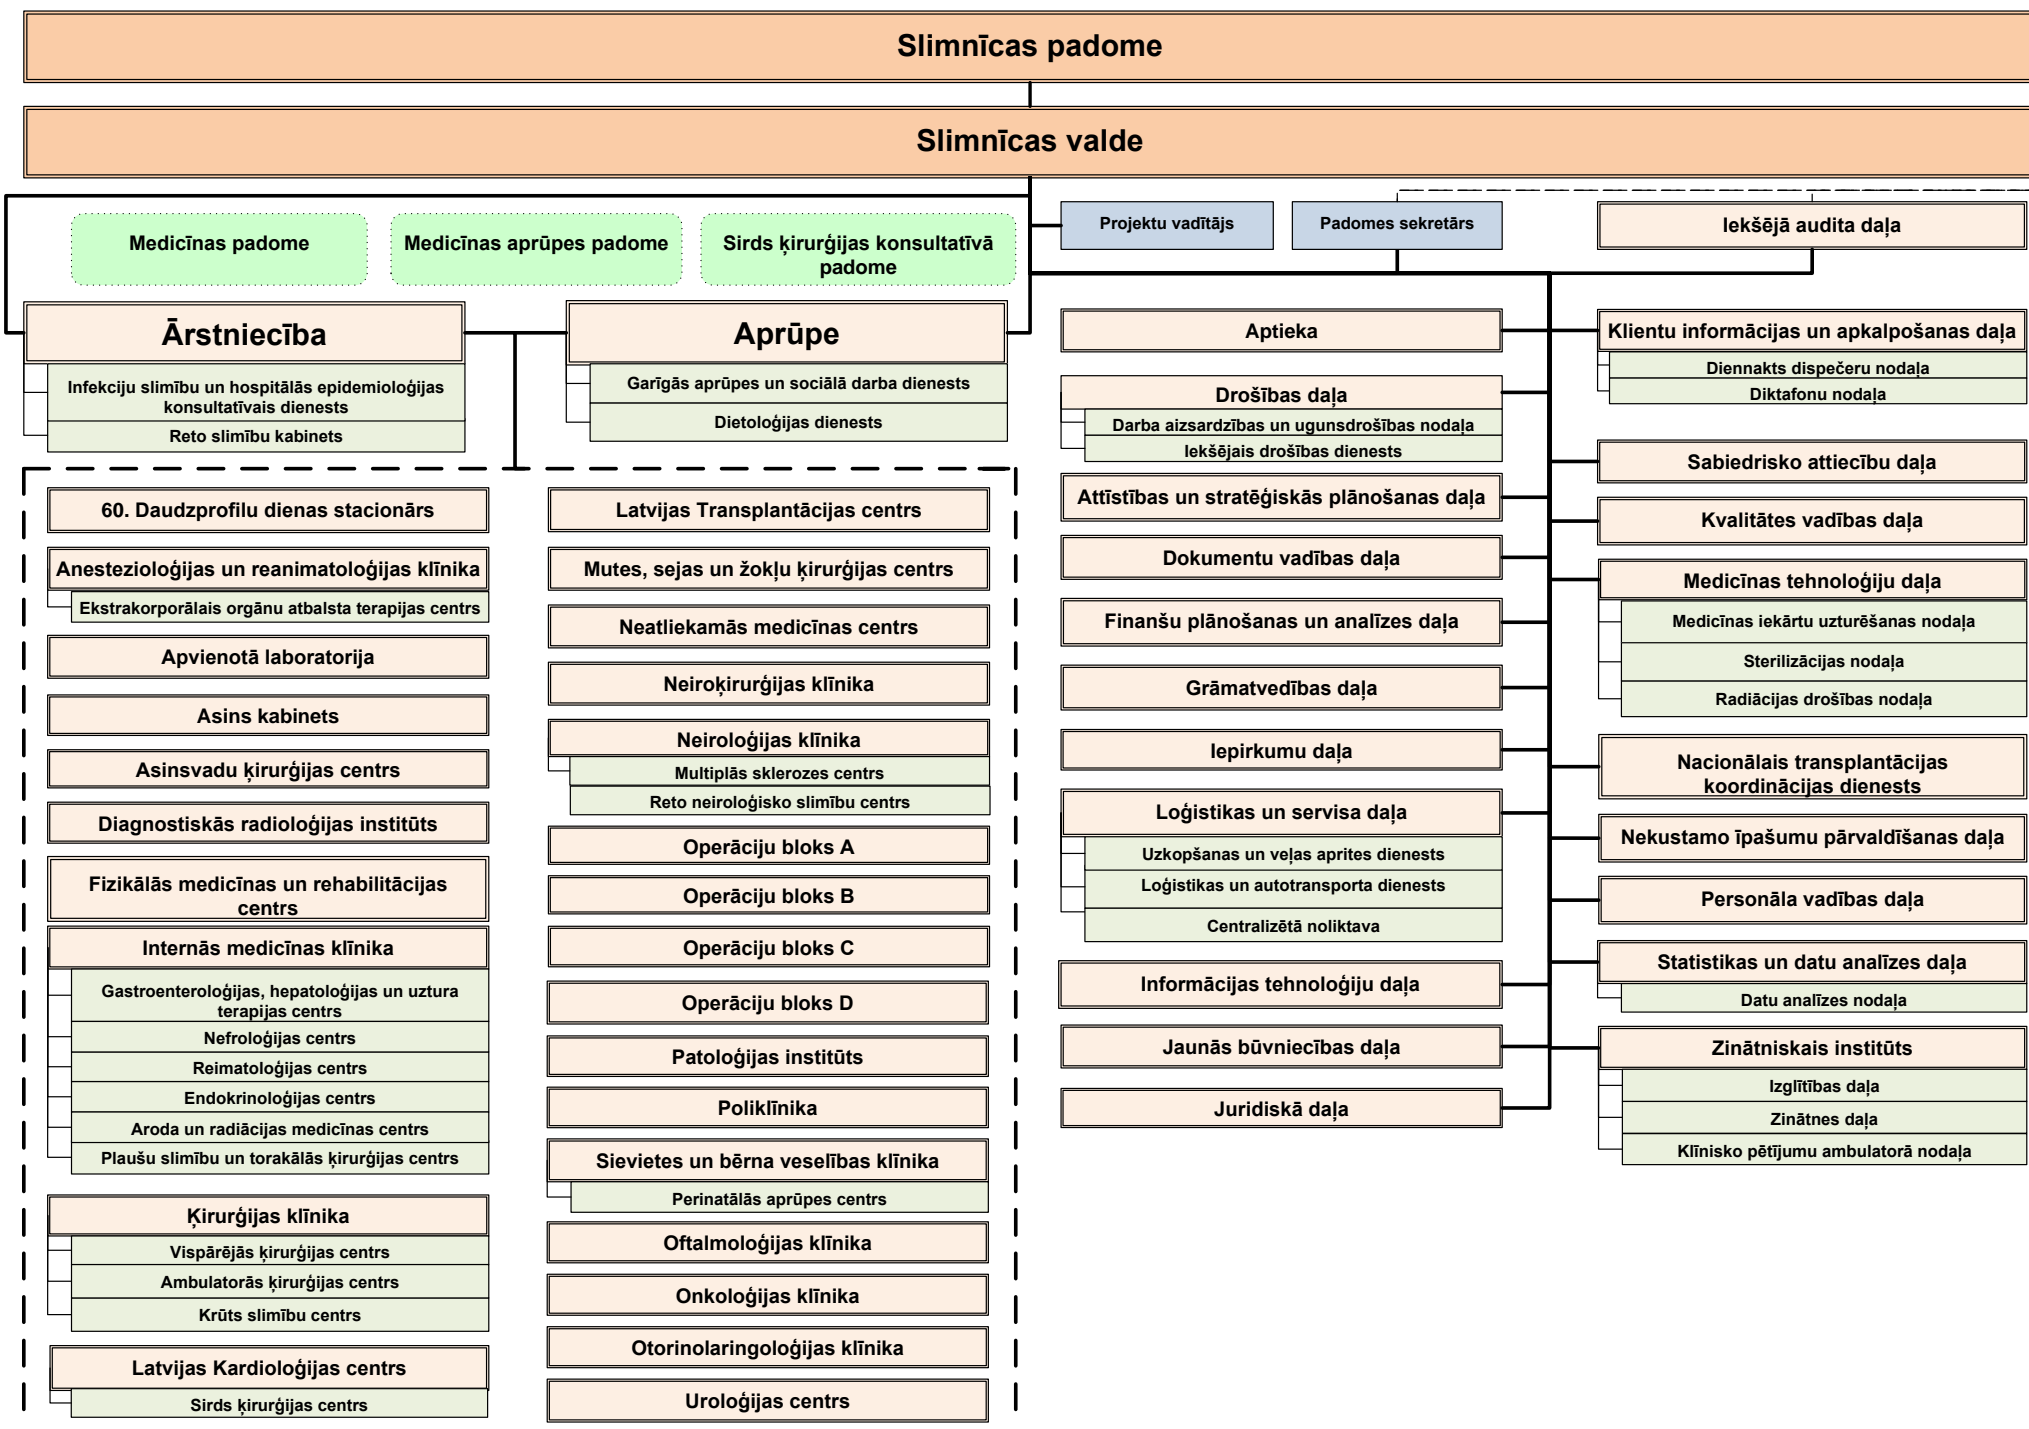 Slimnīcas padome
Slimnīcas valde
Medicīnas padome
Medicīnas aprūpes padome
Sirds ķirurģijas konsultatīvā
padome
Projektu vadītājs
Padomes sekretārs
Iekšējā audita daļa
Ārstniecība
Infekciju slimību un hospitālās epidemioloģijas
konsultatīvais dienests
Reto slimību kabinets
Aprūpe
Garīgās aprūpes un sociālā darba dienests
Dietoloģijas dienests
60. Daudzprofilu dienas stacionārs
Anestezioloģijas un reanimatoloģijas klīnika
Ekstrakorporālais orgānu atbalsta terapijas centrs
Apvienotā laboratorija
Asins kabinets
Asinsvadu ķirurģijas centrs
Diagnostiskās radioloģijas institūts
Fizikālās medicīnas un rehabilitācijas
centrs
Internās medicīnas klīnika
Gastroenteroloģijas, hepatoloģijas un uztura
terapijas centrs
Nefroloģijas centrs
Reimatoloģijas centrs
Endokrinoloģijas centrs
Aroda un radiācijas medicīnas centrs
Plaušu slimību un torakālās ķirurģijas centrs
Ķirurģijas klīnika
Vispārējās ķirurģijas centrs
Ambulatorās ķirurģijas centrs
Krūts slimību centrs
Latvijas Kardioloģijas centrs
Sirds ķirurģijas centrs
Latvijas Transplantācijas centrs
Mutes, sejas un žokļu ķirurģijas centrs
Neatliekamās medicīnas centrs
Neiroķirurģijas klīnika
Neiroloģijas klīnika
Multiplās sklerozes centrs
Reto neiroloģisko slimību centrs
Operāciju bloks A
Operāciju bloks B
Operāciju bloks C
Operāciju bloks D
Patoloģijas institūts
Poliklīnika
Sievietes un bērna veselības klīnika
Perinatālās aprūpes centrs
Oftalmoloģijas klīnika
Onkoloģijas klīnika
Otorinolaringoloģijas klīnika
Uroloģijas centrs
Aptieka
Drošības daļa
Darba aizsardzības un ugunsdrošības nodaļa
Iekšējais drošības dienests
Attīstības un stratēģiskās plānošanas daļa
Dokumentu vadības daļa
Finanšu plānošanas un analīzes daļa
Grāmatvedības daļa
Iepirkumu daļa
Loģistikas un servisa daļa
Uzkopšanas un veļas aprites dienests
Loģistikas un autotransporta dienests
Centralizētā noliktava
Informācijas tehnoloģiju daļa
Jaunās būvniecības daļa
Juridiskā daļa
Klientu informācijas un apkalpošanas daļa
Diennakts dispečeru nodaļa
Diktafonu nodaļa
Sabiedrisko attiecību daļa
Kvalitātes vadības daļa
Medicīnas tehnoloģiju daļa
Medicīnas iekārtu uzturēšanas nodaļa
Sterilizācijas nodaļa
Radiācijas drošības nodaļa
Nacionālais transplantācijas
koordinācijas dienests
Nekustamo īpašumu pārvaldīšanas daļa
Personāla vadības daļa
Statistikas un datu analīzes daļa
Datu analīzes nodaļa
Zinātniskais institūts
Izglītības daļa
Zinātnes daļa
Klīnisko pētījumu ambulatorā nodaļa